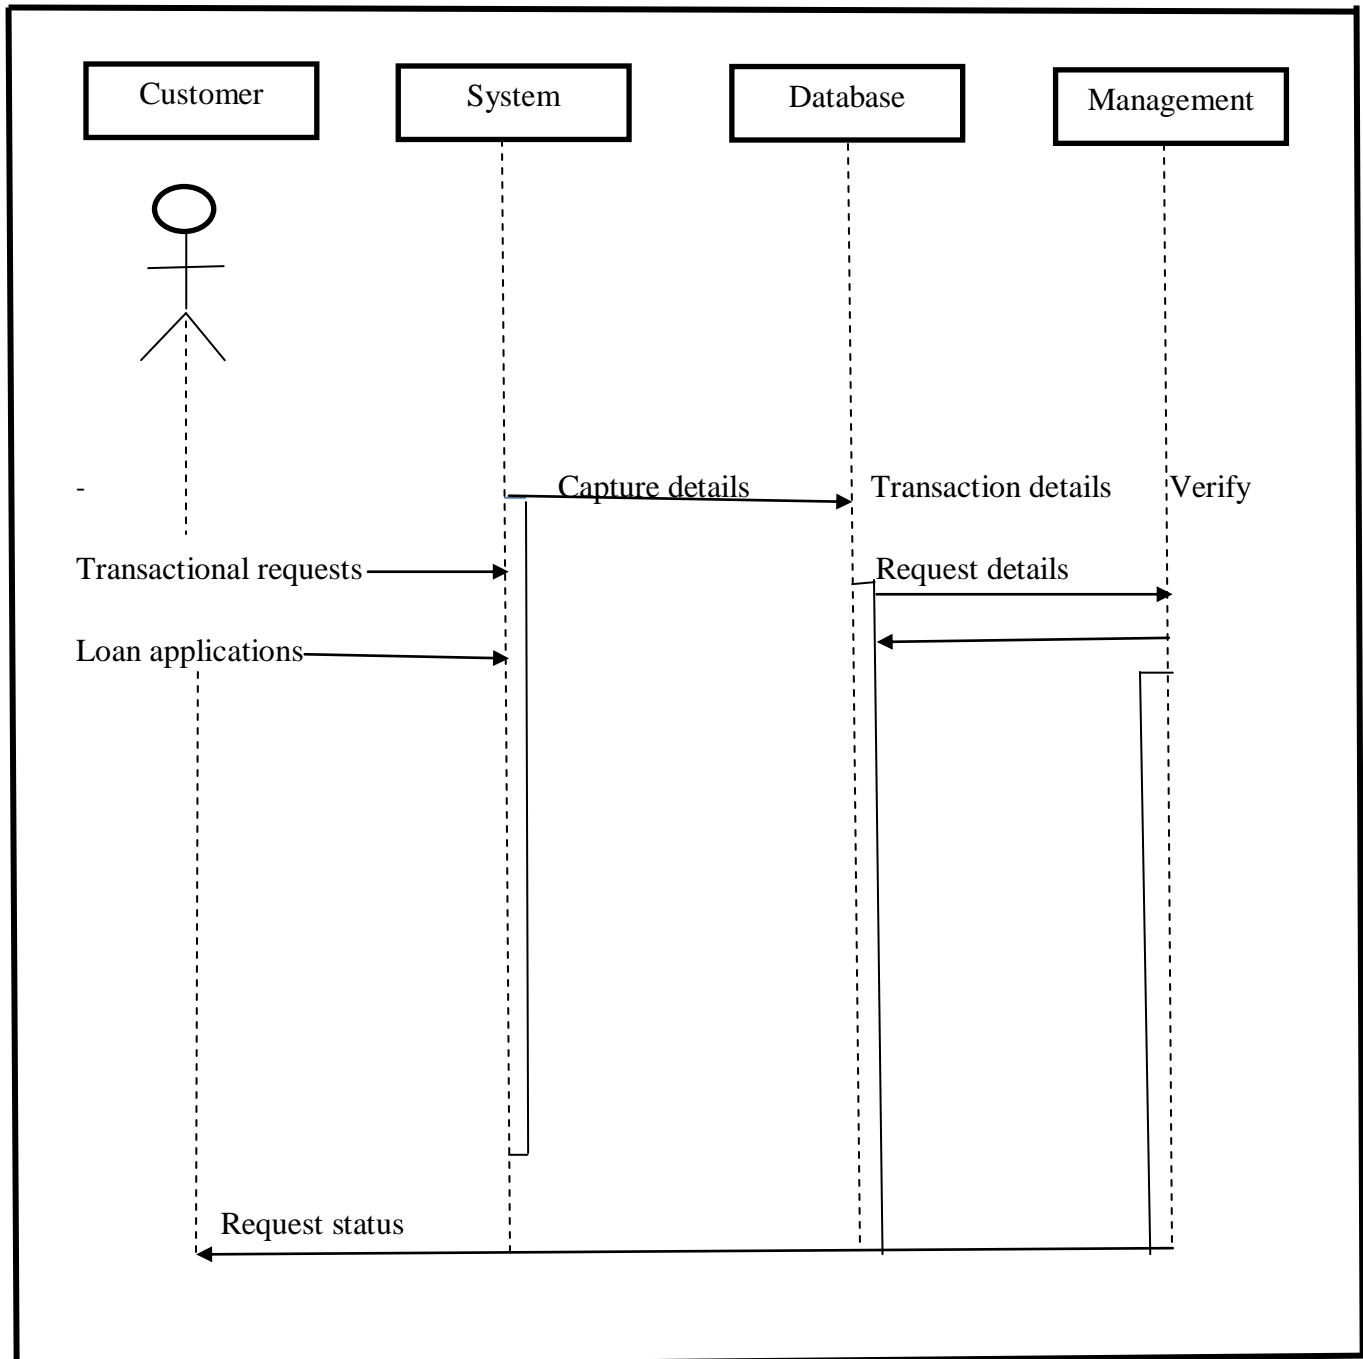 Customer
System
Database
Management
- Capture details Transaction details Verify
Transactional requests Request details
Loan applications
Request status